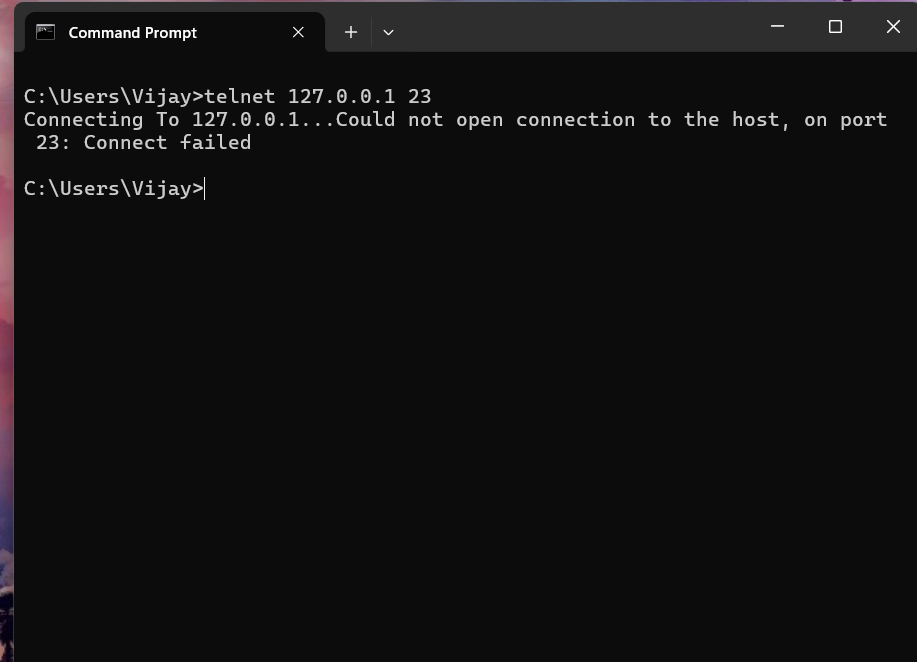 Command Prompt
C:\Users\Vijay>telnet 127.0.0.1 23
Connecting To 127.0.0.1...Could not open connection to the host, on port
 23: Connect failed
C:\Users\Vijay>